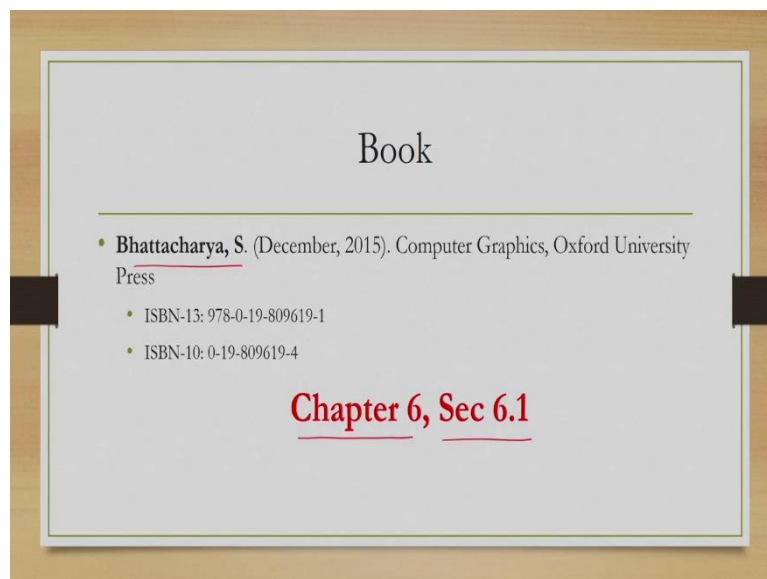 Book
• Bhattacharya, S. (December, 2015). Computer Graphics, Oxford University
Press
• ISBN-13: 978-0-19-809619-1
• ISBN-10: 0-19-809619-4
Chapter 6, Sec 6.1